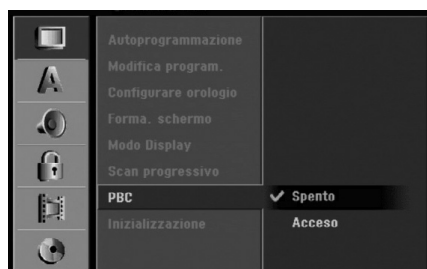 A
Autoprogrammazione
Modifica program.
Configurare orologio
Forma. schermo
Modo Display
Scan progressivo
PBC
Inizializzazione
✓ Spento
Acceso